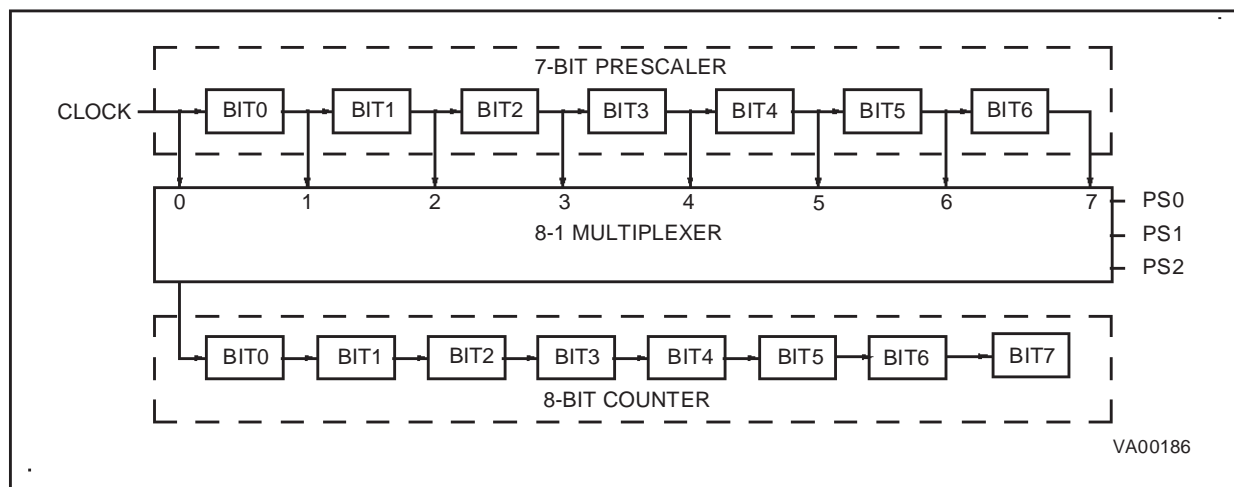 7-BIT PRESCALER
CLOCK BIT0 BIT1 BIT2 BIT3 BIT4 BIT5 BIT6
0 1 2 3 4 5 6 7 PS0
8-1 MULTIPLEXER
PS1
PS2
BIT0 BIT1 BIT2 BIT3 BIT4 BIT5 BIT6 BIT7
8-BIT COUNTER
VA00186